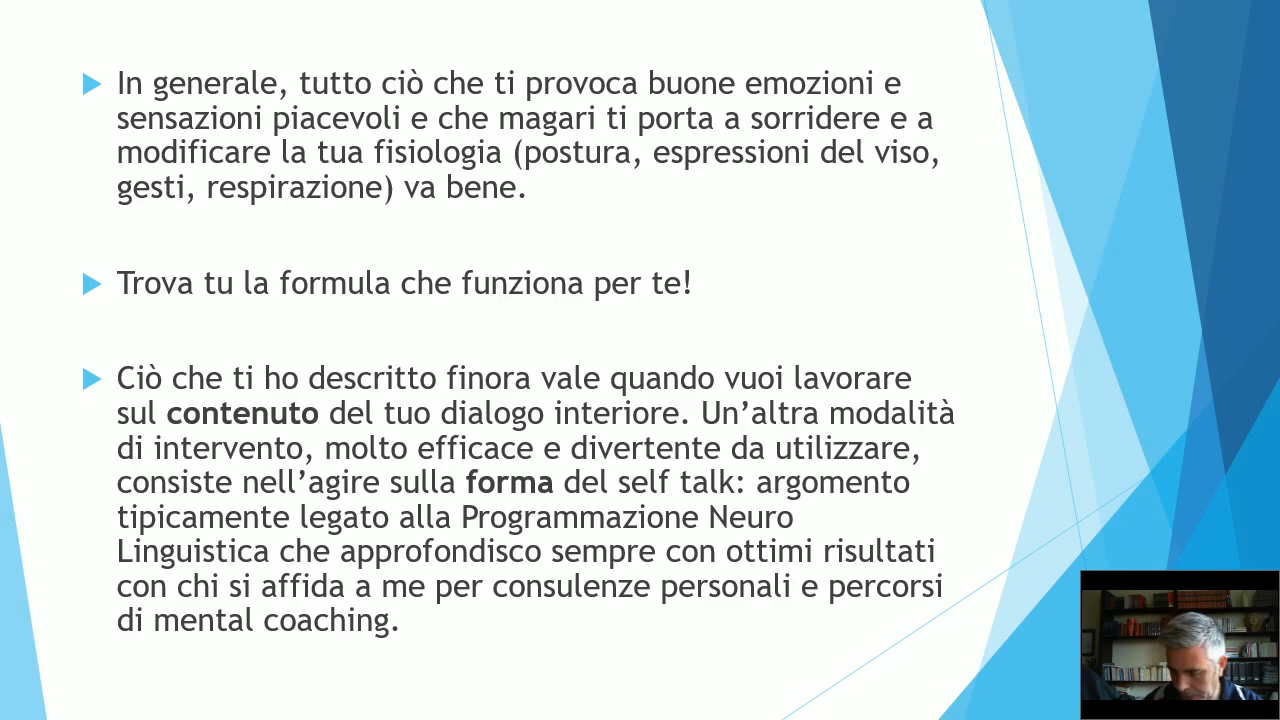 In generale, tutto ciò che ti provoca buone emozioni e
sensazioni piacevoli e che magari ti porta a sorridere e a
modificare la tua fisiologia (postura, espressioni del viso,
gesti, respirazione) va bene.
Trova tu la formula che funziona per te!
Ciò che ti ho descritto finora vale quando vuoi lavorare
sul contenuto del tuo dialogo interiore. Un’altra modalità
di intervento, molto efficace e divertente da utilizzare,
consiste nell’agire sulla forma del self talk: argomento
tipicamente legato alla Programmazione Neuro
Linguistica che approfondisco sempre con ottimi risultati
con chi si affida a me per consulenze personali e percorsi
di mental coaching.